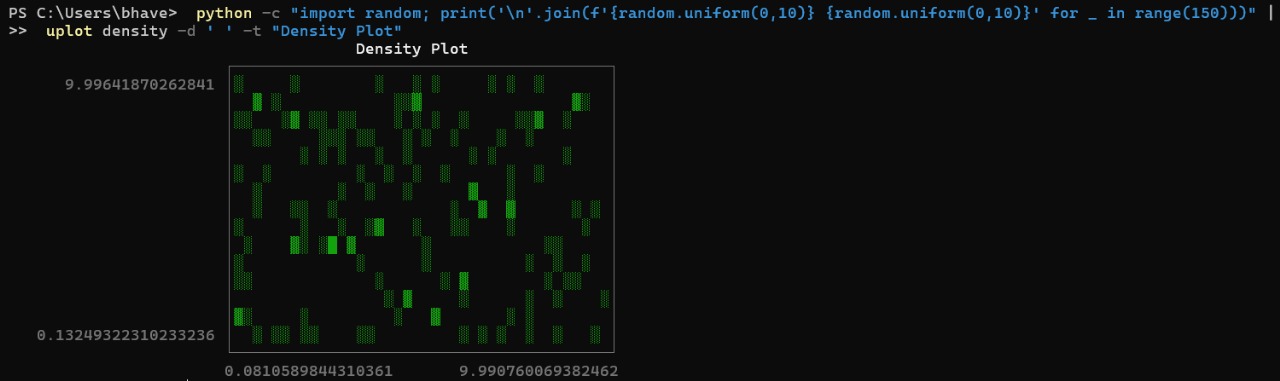 PS C:\Users\bhave>  python -c "import random; print('\n'.join(f'{random.uniform(0,10)} {random.uniform(0,10)}' for _ in range(150)))" |
>>  uplot density -d ' ' -t "Density Plot"
Density Plot
9.99641870262841
0.13249322310233236
0.0810589844310361 9.990760069382462